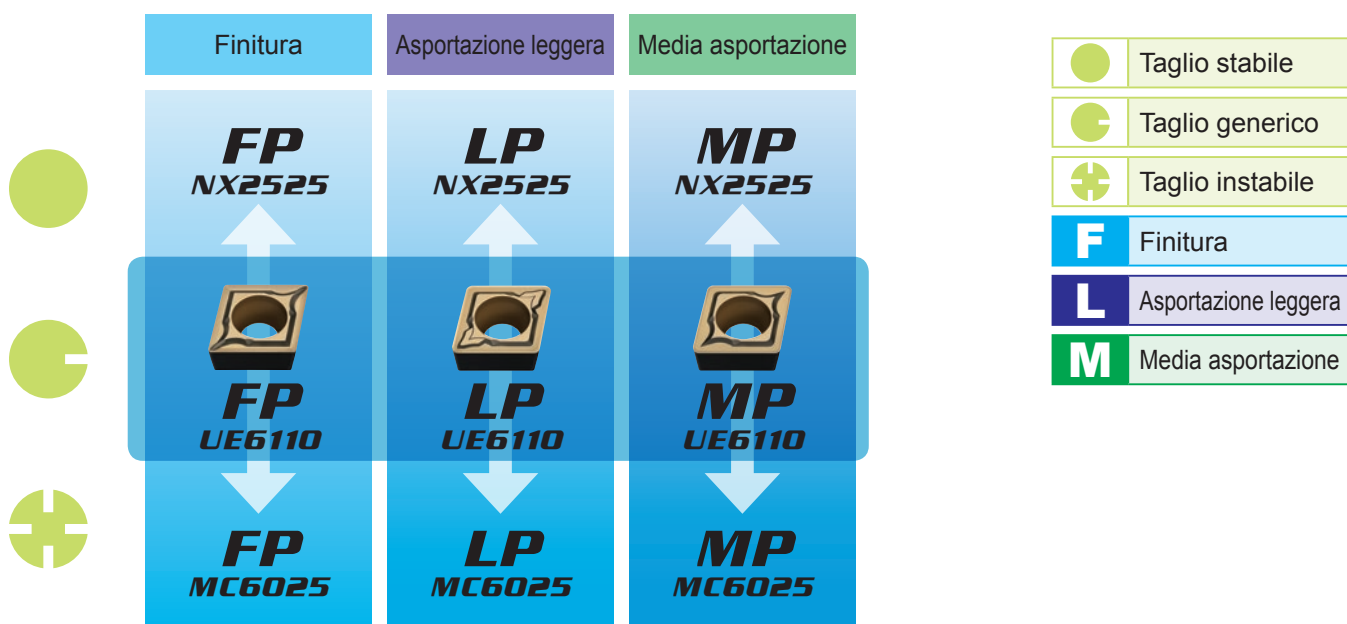 Finitura
Asportazione leggera
Media asportazione
FP
NX2525
LP
NX2525
MP
NX2525
FP
UE6110
LP
UE6110
MP
UE6110
FP
MC6025
LP
MC6025
MP
MC6025
Taglio stabile
Taglio generico
Taglio instabile
F Finitura
L Asportazione leggera
M Media asportazione